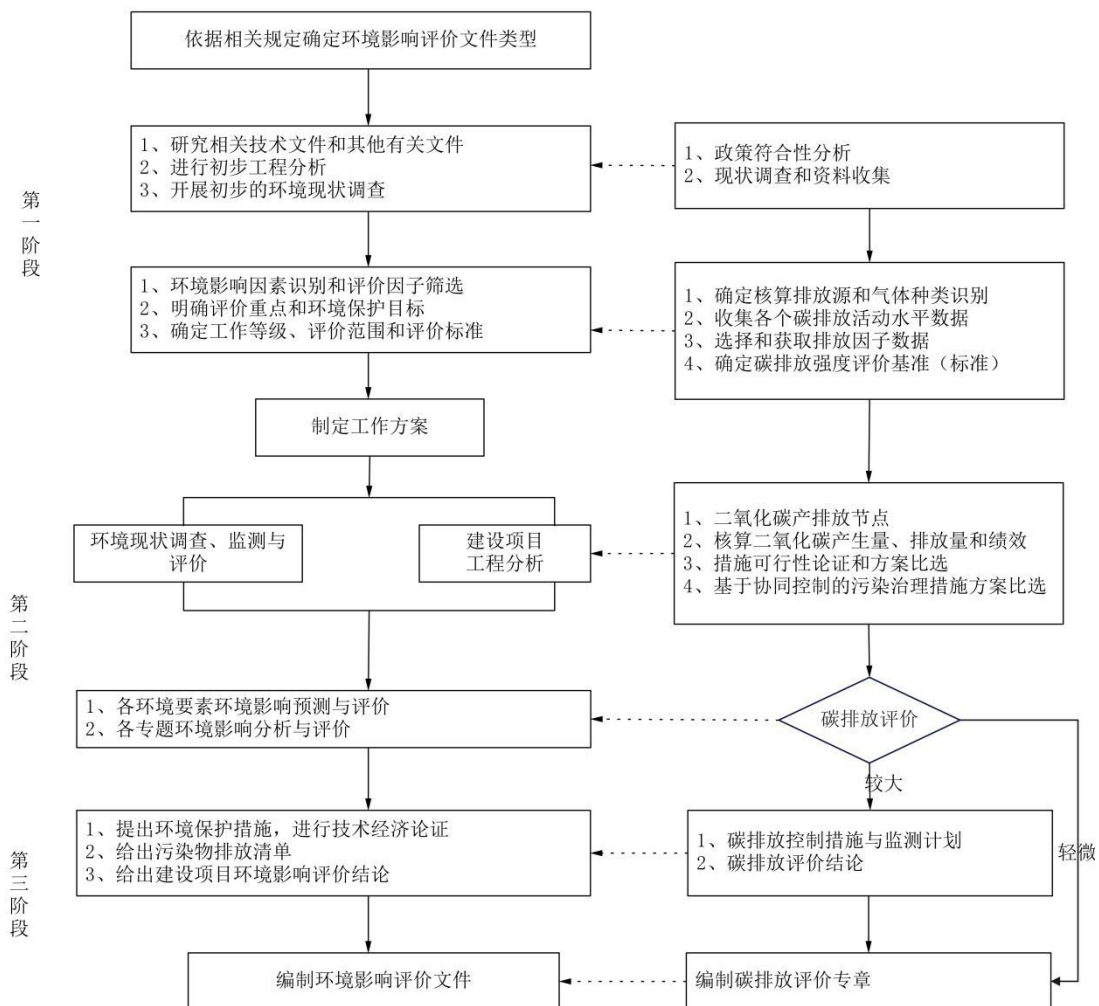 依据相关规定确定环境影响评价文件类型
第一阶段
1、研究相关技术文件和其他有关文件
2、进行初步工程分析
3、开展初步的环境现状调查
1、政策符合性分析
2、现状调查和资料收集
1、环境影响因素识别和评价因子筛选
2、明确评价重点和环境保护目标
3、确定工作等级、评价范围和评价标准
1、确定核算排放源和气体种类识别
2、收集各个碳排放活动水平数据
3、选择和获取排放因子数据
4、确定碳排放强度评价基准（标准）
制定工作方案
第二阶段
环境现状调查、监测与
评价
建设项目
工程分析
1、二氧化碳产排放节点
2、核算二氧化碳产生量、排放量和绩效
3、措施可行性论证和方案比选
4、基于协同控制的污染治理措施方案比选
1、各环境要素环境影响预测与评价
2、各专题环境影响分析与评价
碳排放评价
较大
轻微
第三阶段
1、提出环境保护措施，进行技术经济论证
2、给出污染物排放清单
3、给出建设项目环境影响评价结论
1、碳排放控制措施与监测计划
2、碳排放评价结论
编制环境影响评价文件
编制碳排放评价专章